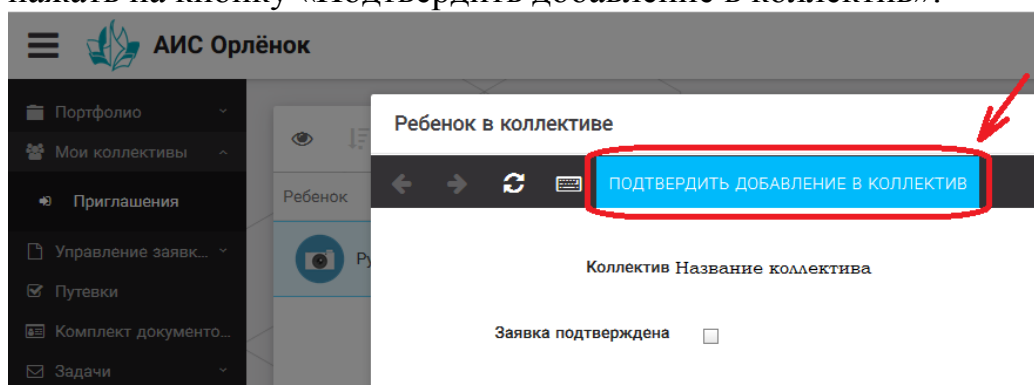 нажать на кнопку «Подтвердить добавление в коллектив».
АИС Орлёнок
Портфолио
Мои коллективы
Приглашения
Управление заявк...
Путевки
Комплект документо...
Задачи
Ребенок
Ребенок в коллективе
ПОДТВЕРДИТЬ ДОБАВЛЕНИЕ В КОЛЛЕКТИВ
Коллектив Название коллектива
Заявка подтверждена